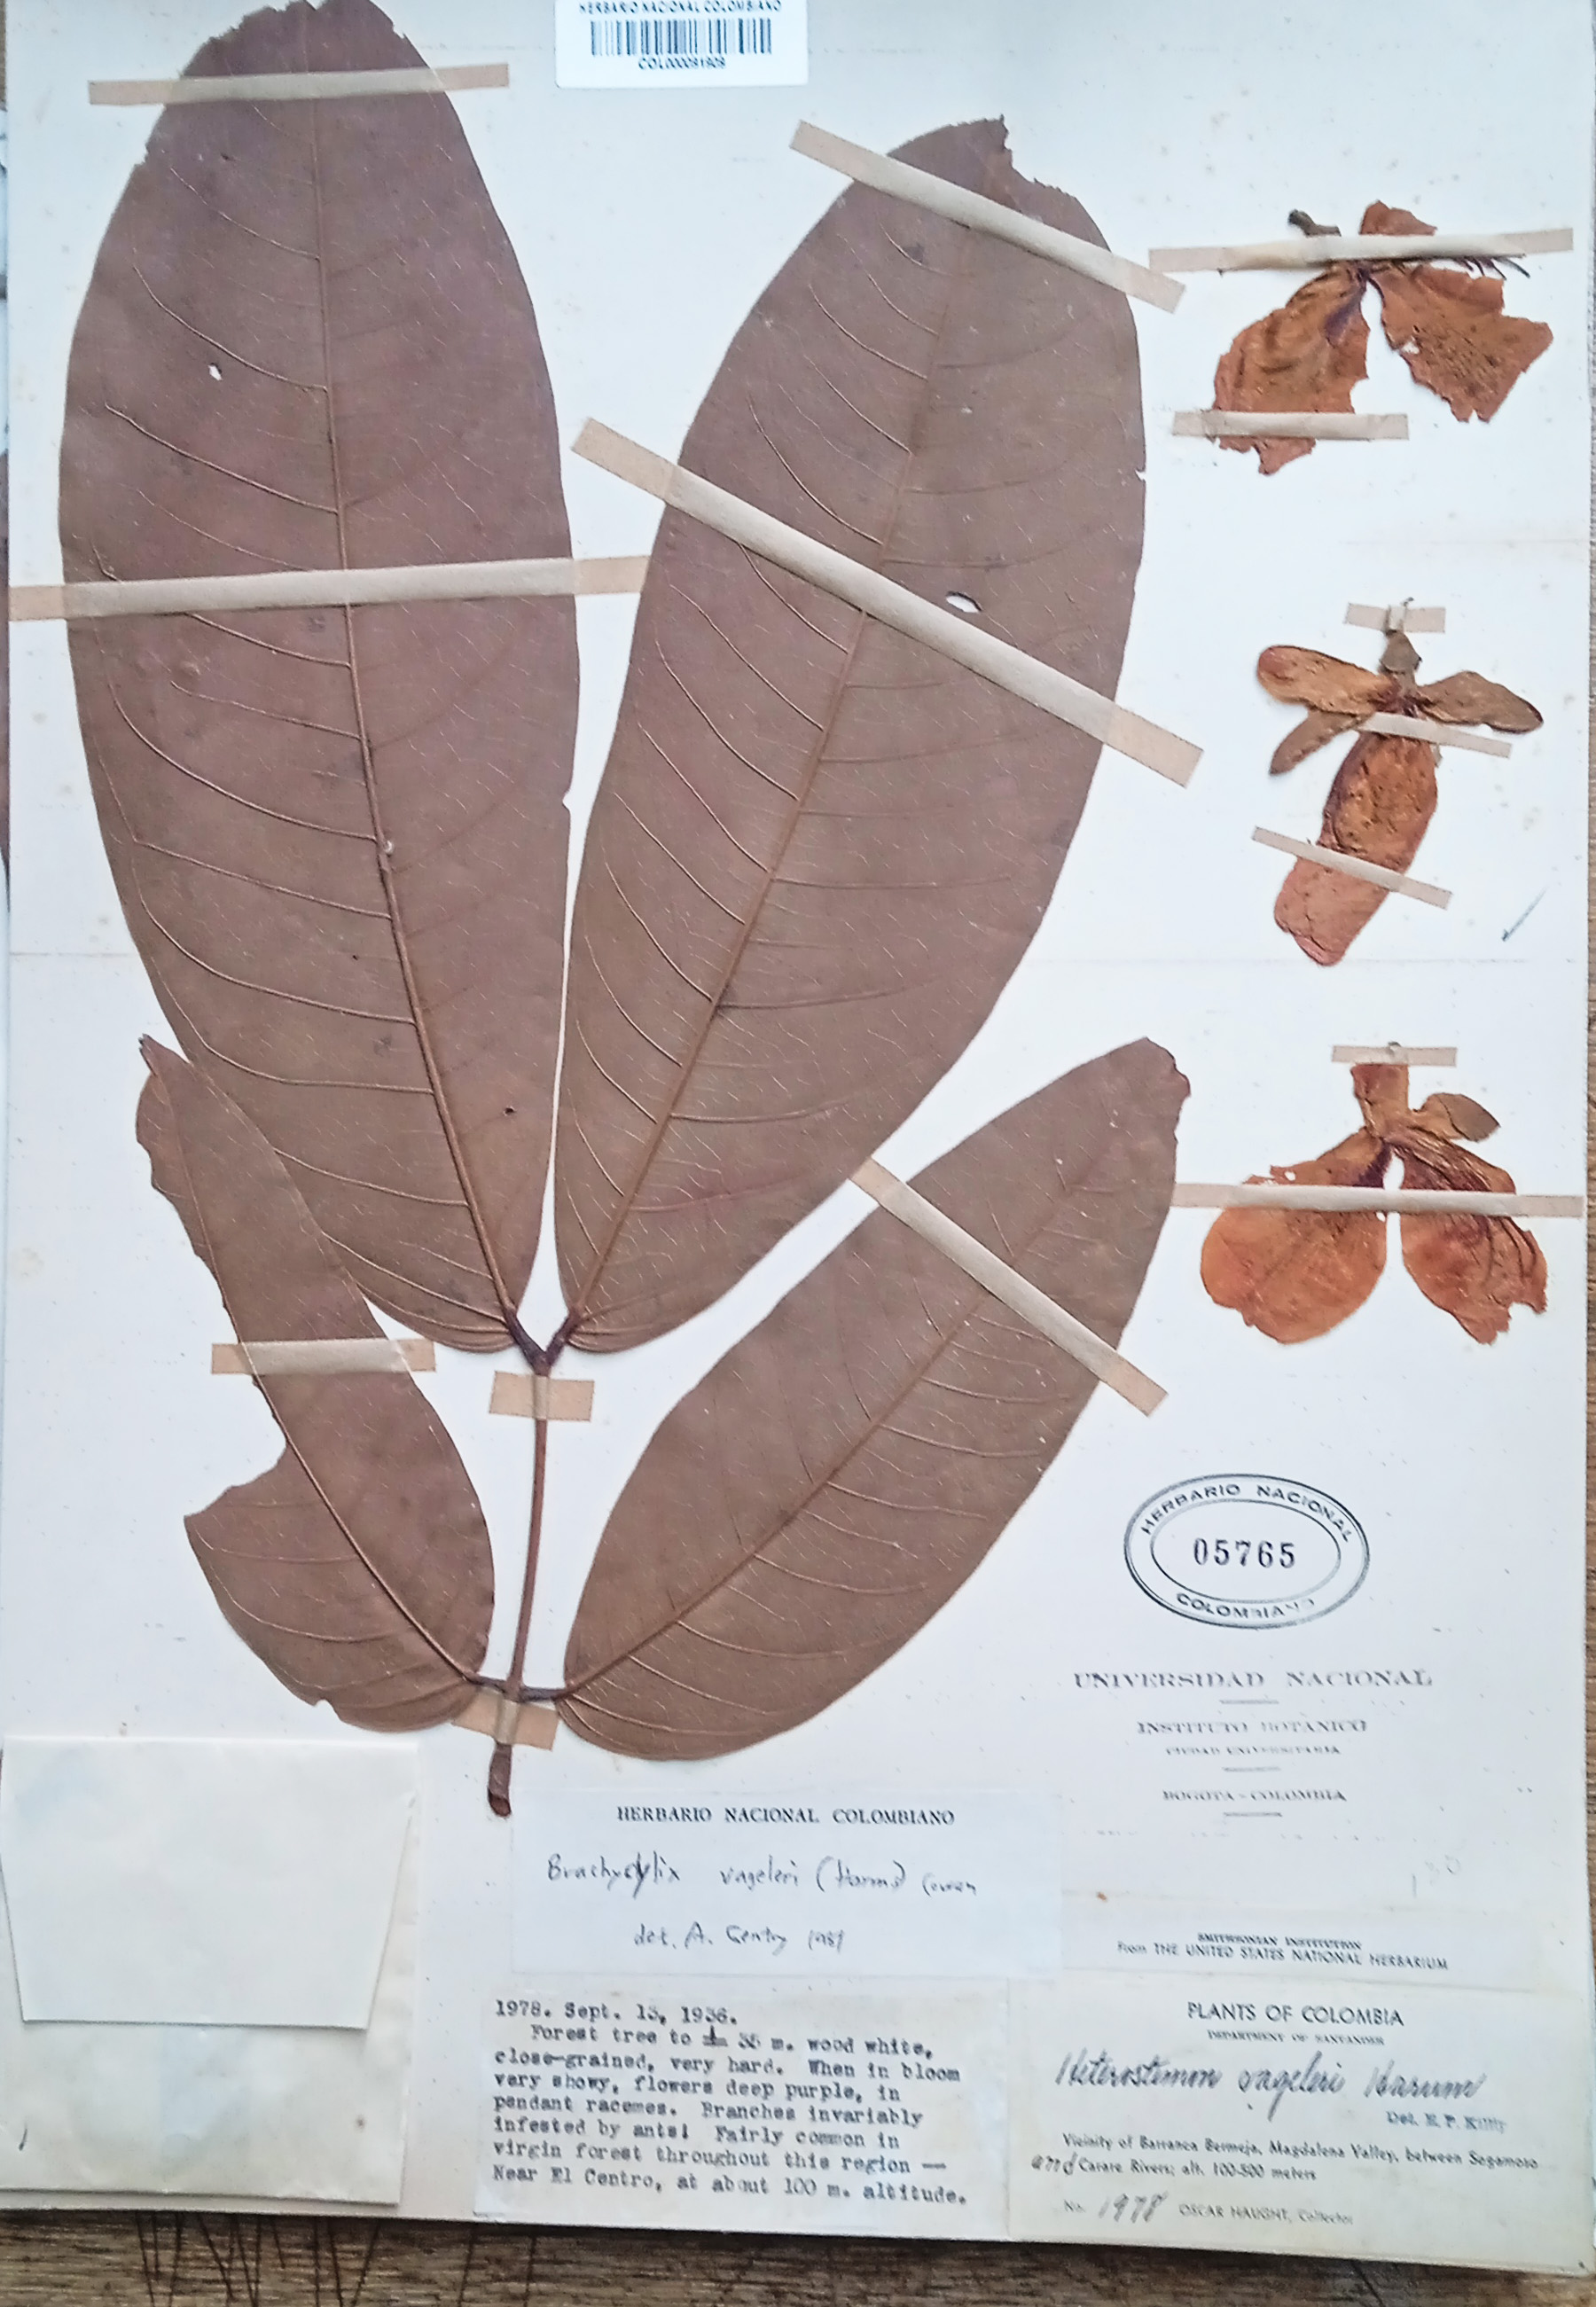 HERBARIO NACIONAL COLOMBIANO
HERBARIO NACIONAL
05765
COLOMBIANO
UNIVERSIDAD NACIONAL
INSTITUTO BOTANICO
CIUDAD UNIVERSITARIA
BOGOTA - COLOMBIA
HERBARIO NACIONAL COLOMBIANO
Brachycylix vageleri (Harms) Cowan
det. A. Gentry 1981
SMITHSONIAN INSTITUTION
From THE UNITED STATES NATIONAL HERBARIUM
1978. Sept. 13, 1936.
Forest tree to ± 35 m. wood white,
close-grained, very hard. When in bloom
very showy, flowers deep purple, in
pendant racemes. Branches invariably
infested by ants! Fairly common in
virgin forest throughout this region —
Near El Centro, at about 100 m. altitude.
PLANTS OF COLOMBIA
DEPARTMENT OF SANTANDER
Heterostemon vageleri Harms
Det. E. P. Killip
Vicinity of Barranca Bermeja, Magdalena Valley, between Sogamoso
and Carare Rivers; alt. 100-500 meters
No. 1978 OSCAR HAUGHT, Collector